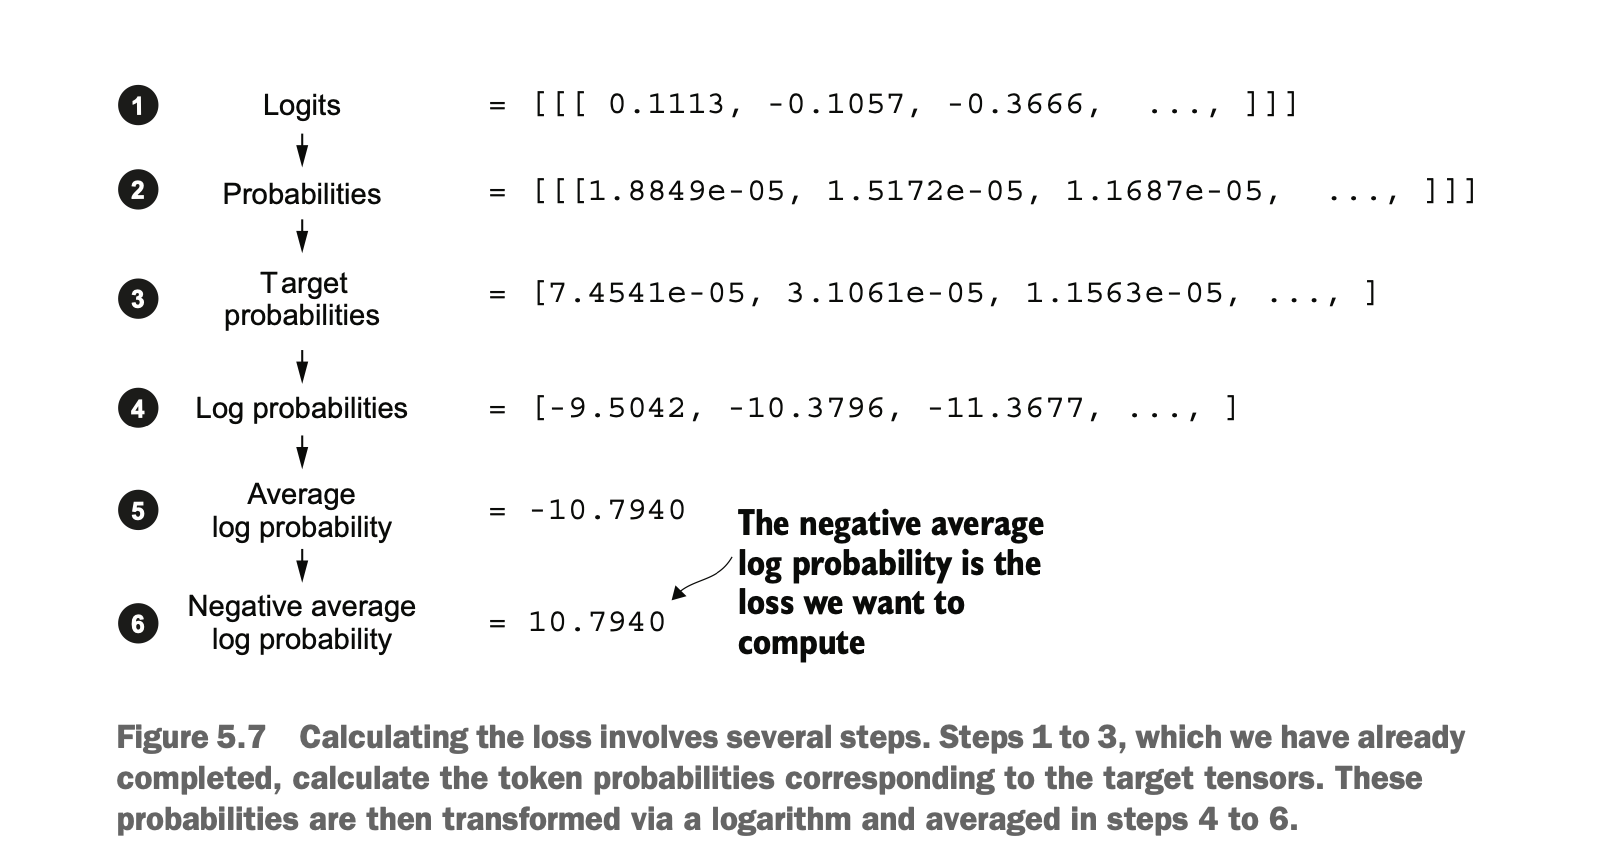 1 Logits = [[[ 0.1113, -0.1057, -0.3666, ..., ]]]
2 Probabilities = [[[1.8849e-05, 1.5172e-05, 1.1687e-05, ..., ]]]
3 Target
probabilities = [7.4541e-05, 3.1061e-05, 1.1563e-05, ..., ]
4 Log probabilities = [-9.5042, -10.3796, -11.3677, ..., ]
5 Average
log probability = -10.7940
6 Negative average
log probability = 10.7940
The negative average
log probability is the
loss we want to
compute
Figure 5.7 Calculating the loss involves several steps. Steps 1 to 3, which we have already
completed, calculate the token probabilities corresponding to the target tensors. These
probabilities are then transformed via a logarithm and averaged in steps 4 to 6.